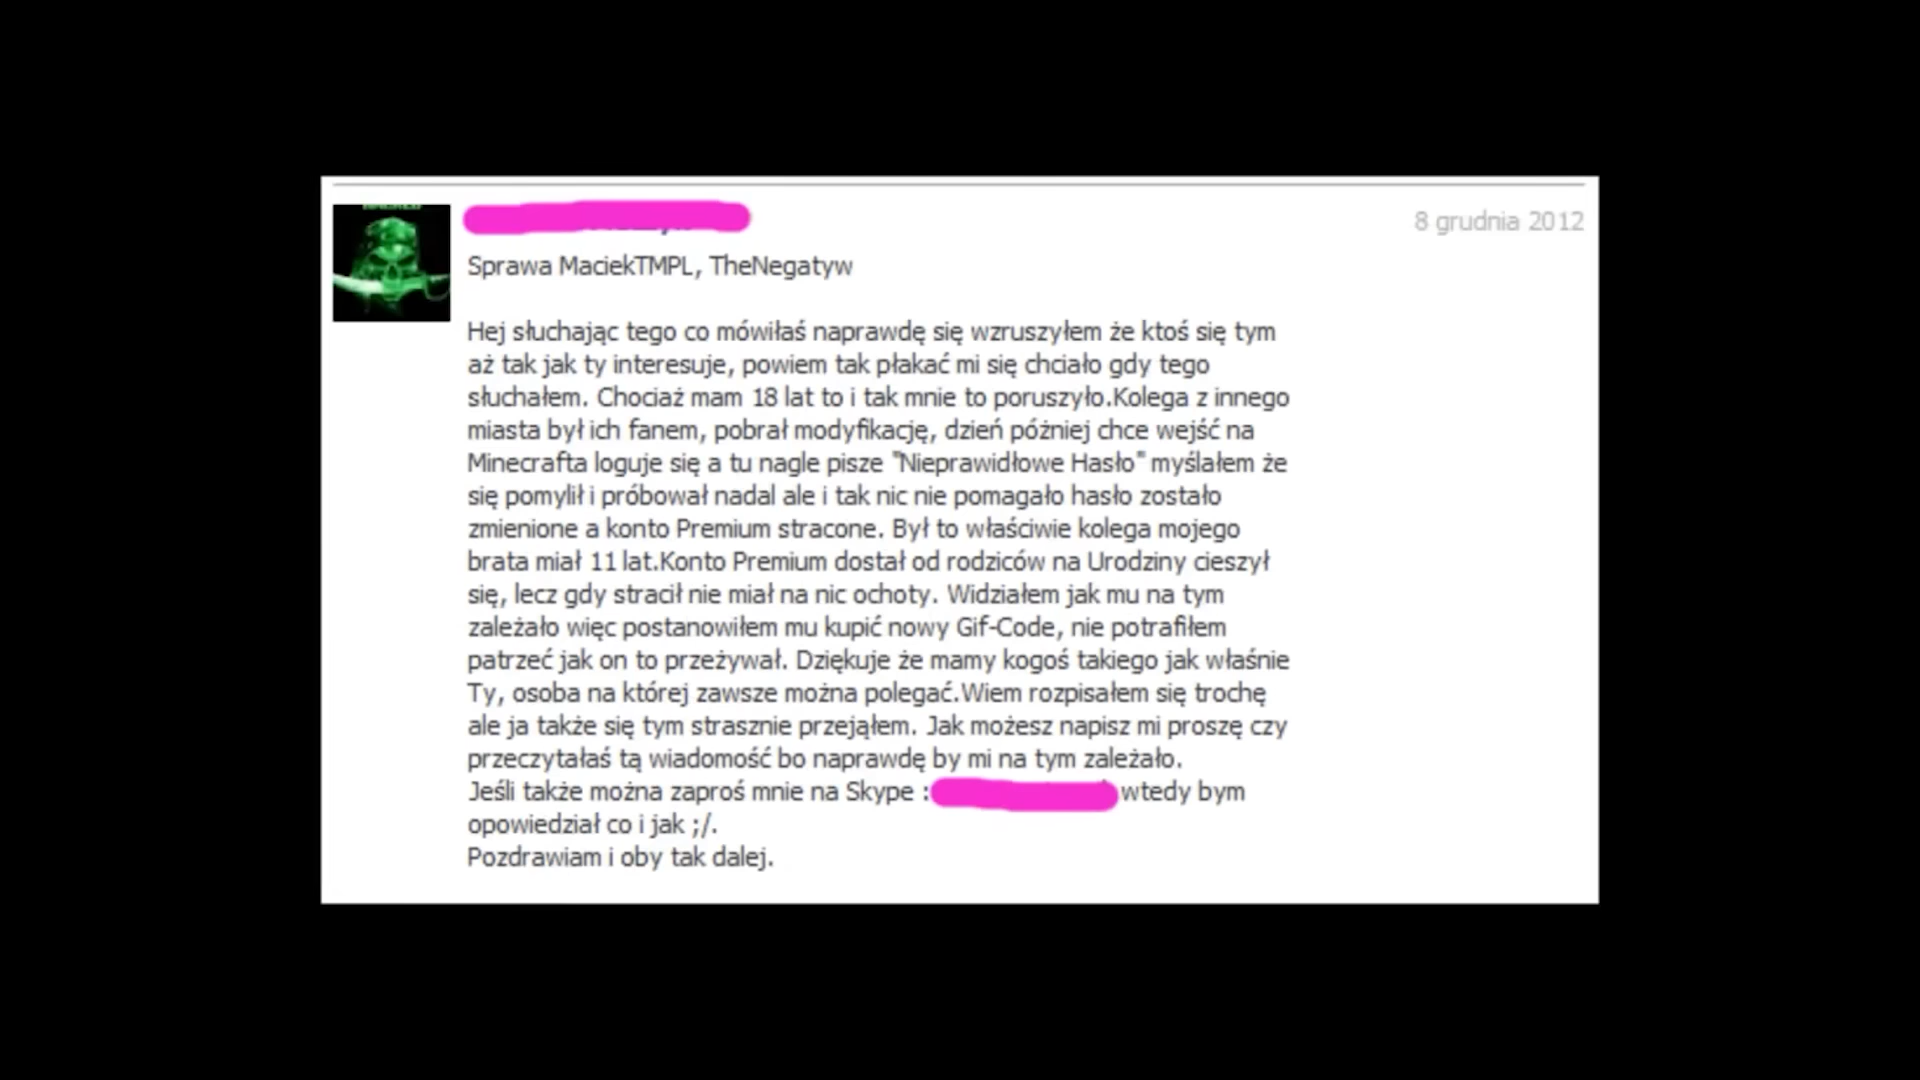 8 grudnia 2012
Sprawa MaciekTMPL, TheNegatyw
Hej słuchając tego co mówiłaś naprawdę się wzruszyłem że ktoś się tym
aż tak jak ty interesuje, powiem tak płakać mi się chciało gdy tego
słuchałem. Chociaż mam 18 lat to i tak mnie to poruszyło.Kolega z innego
miasta był ich fanem, pobrał modyfikację, dzień póżniej chce wejść na
Minecrafta loguje się a tu nagle pisze "Nieprawidłowe Hasło" myślałem że
się pomylił i próbował nadal ale i tak nic nie pomagało hasło zostało
zmienione a konto Premium stracone. Był to właściwie kolega mojego
brata miał 11 lat.Konto Premium dostał od rodziców na Urodziny cieszył
się, lecz gdy stracił nie miał na nic ochoty. Widziałem jak mu na tym
zależało więc postanowiłem mu kupić nowy Gif-Code, nie potrafiłem
patrzeć jak on to przeżywał. Dziękuje że mamy kogoś takiego jak właśnie
Ty, osoba na której zawsze można polegać.Wiem rozpisałem się trochę
ale ja także się tym strasznie przejąłem. Jak możesz napisz mi proszę czy
przeczytałaś tą wiadomość bo naprawdę by mi na tym zależało.
Jeśli także można zaproś mnie na Skype : wtedy bym
opowiedział co i jak ;/.
Pozdrawiam i oby tak dalej.